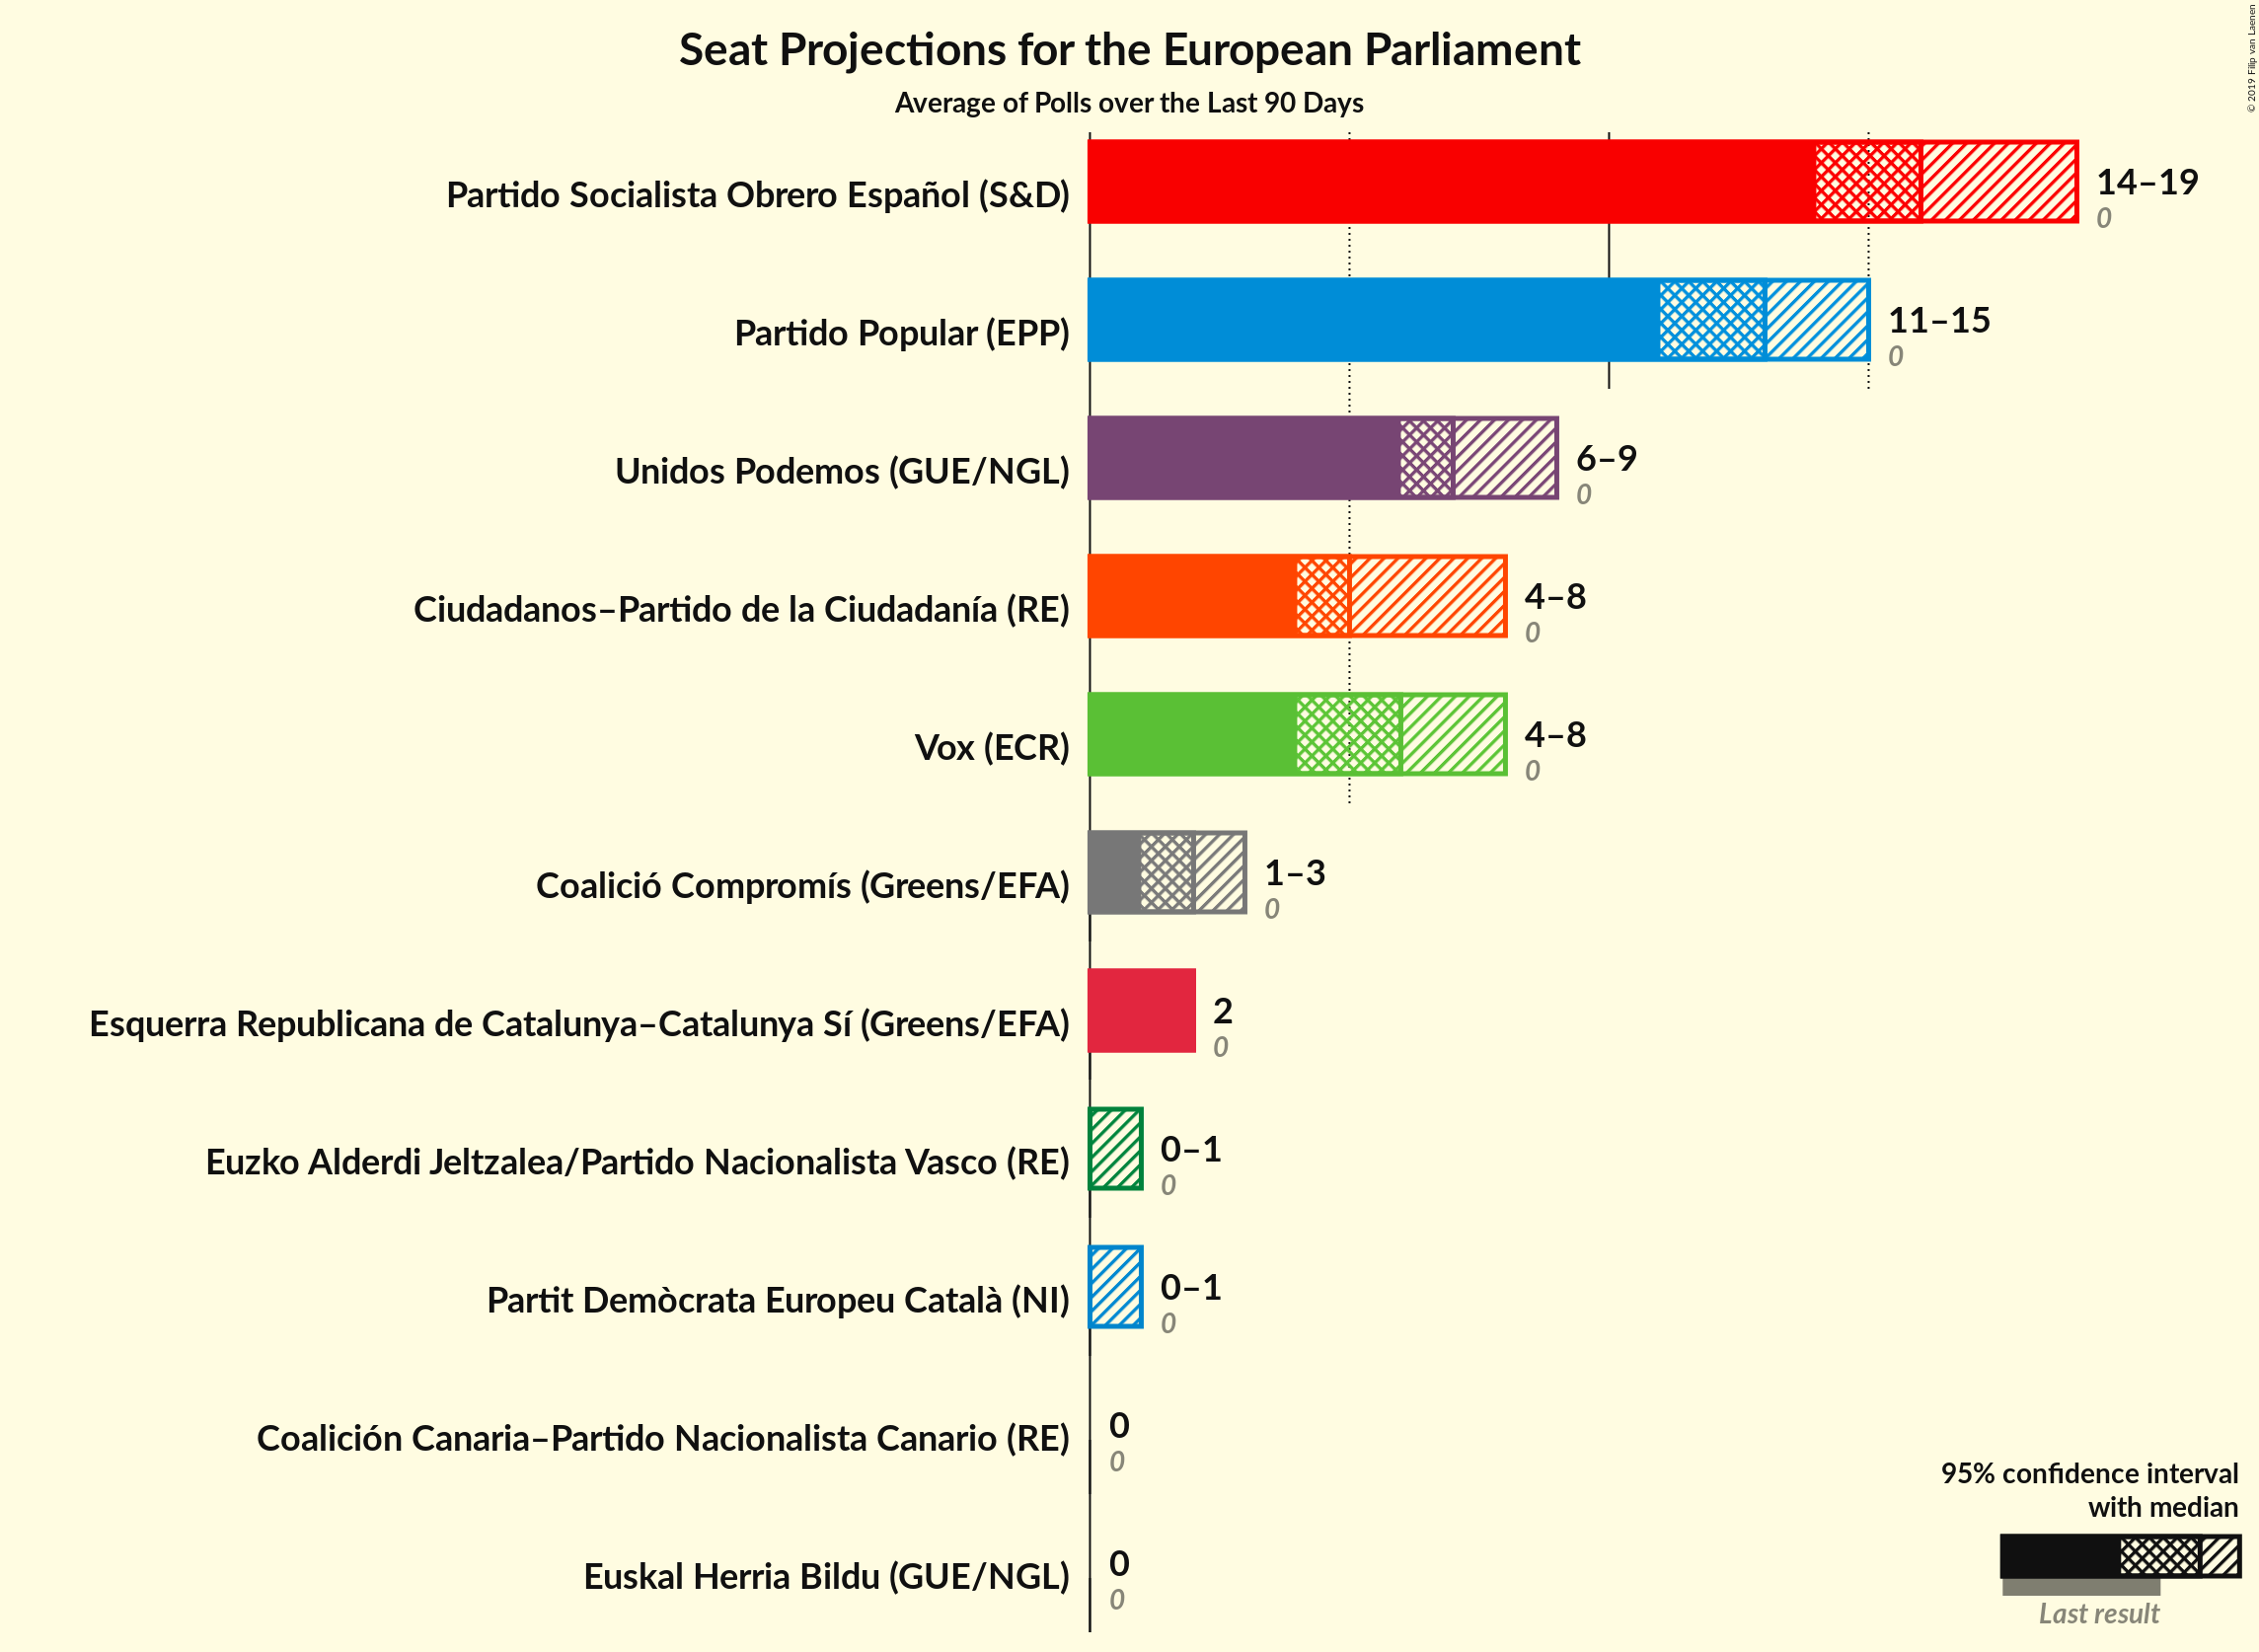 Seat Projections for the European Parliament
Average of Polls over the Last 90 Days
© 2019 Filip van Laenen
Partido Socialista Obrero Español (S&D)
14–19
0
Partido Popular (EPP)
11–15
0
Unidos Podemos (GUE/NGL)
6–9
0
Ciudadanos–Partido de la Ciudadanía (RE)
4–8
0
Vox (ECR)
4–8
0
Coalició Compromís (Greens/EFA)
1–3
0
Esquerra Republicana de Catalunya–Catalunya Sí (Greens/EFA)
2
0
Euzko Alderdi Jeltzalea/Partido Nacionalista Vasco (RE)
0–1
0
Partit Demòcrata Europeu Català (NI)
0–1
0
Coalición Canaria–Partido Nacionalista Canario (RE)
0
0
Euskal Herria Bildu (GUE/NGL)
0
0
95% confidence interval
with median
Last result